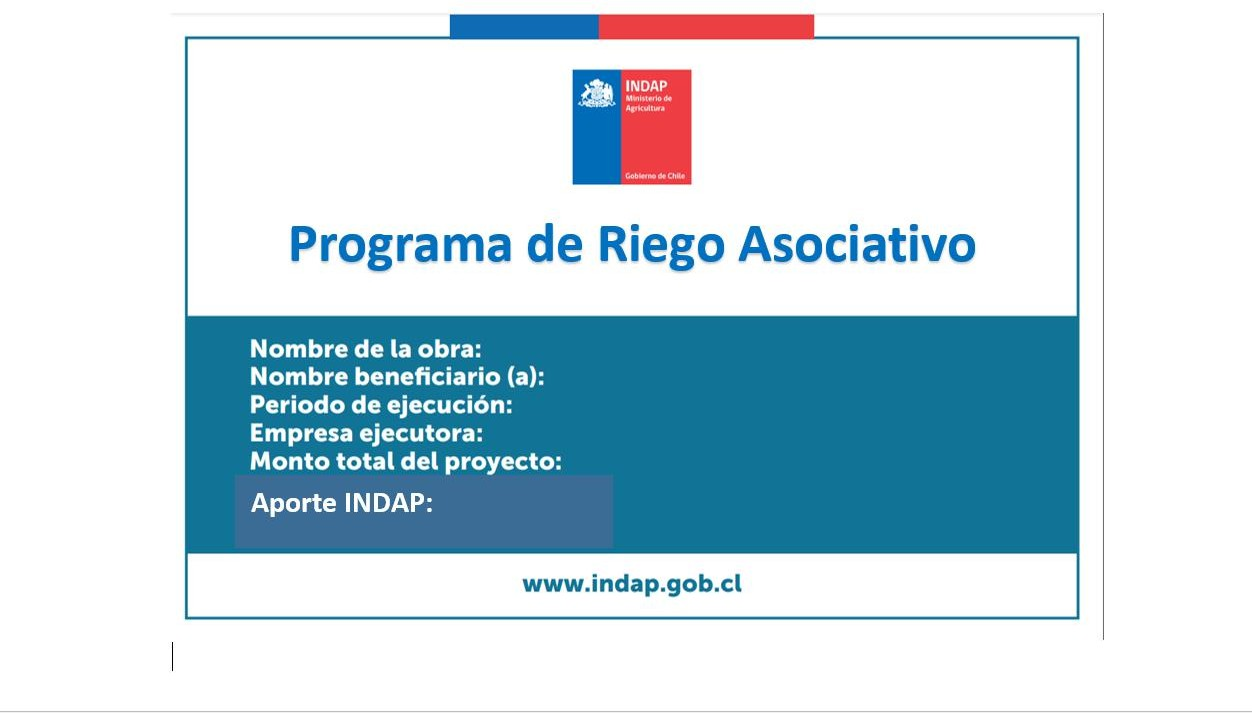 INDAP
Ministerio de
Agricultura
Gobierno de Chile
Programa de Riego Asociativo
Nombre de la obra:
Nombre beneficiario (a):
Periodo de ejecución:
Empresa ejecutora:
Monto total del proyecto:
Aporte INDAP:
www.indap.gob.cl